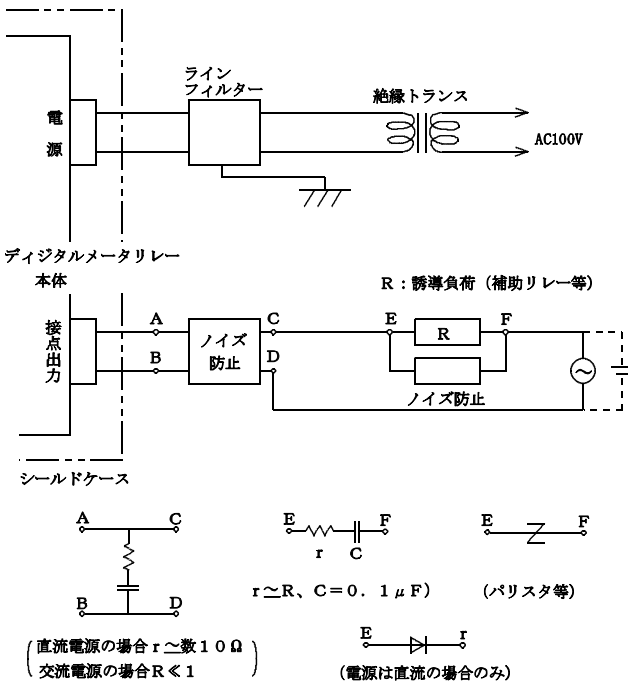 ライン
フィルター
絶縁トランス
電
源
AC100V
ディジタルメータリレー
本体
R：誘導負荷（補助リレー等）
接点出力
A
B
ノイズ
防止
C
D
E
R
F
ノイズ防止
シールドケース
A C
B D
E F
r C
r～R、C＝0．1μF）
E F
（パリスタ等）
直流電源の場合r～数10Ω
交流電源の場合R≪1
E r
（電源は直流の場合のみ）